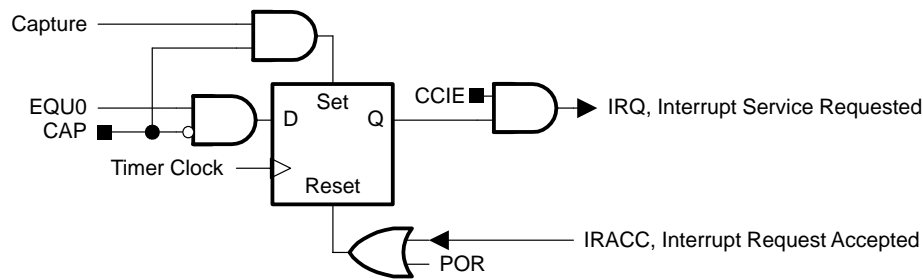 Capture
EQU0
CAP
Timer Clock
Set
D
Q
Reset
CCIE
IRQ, Interrupt Service Requested
IRACC, Interrupt Request Accepted
POR